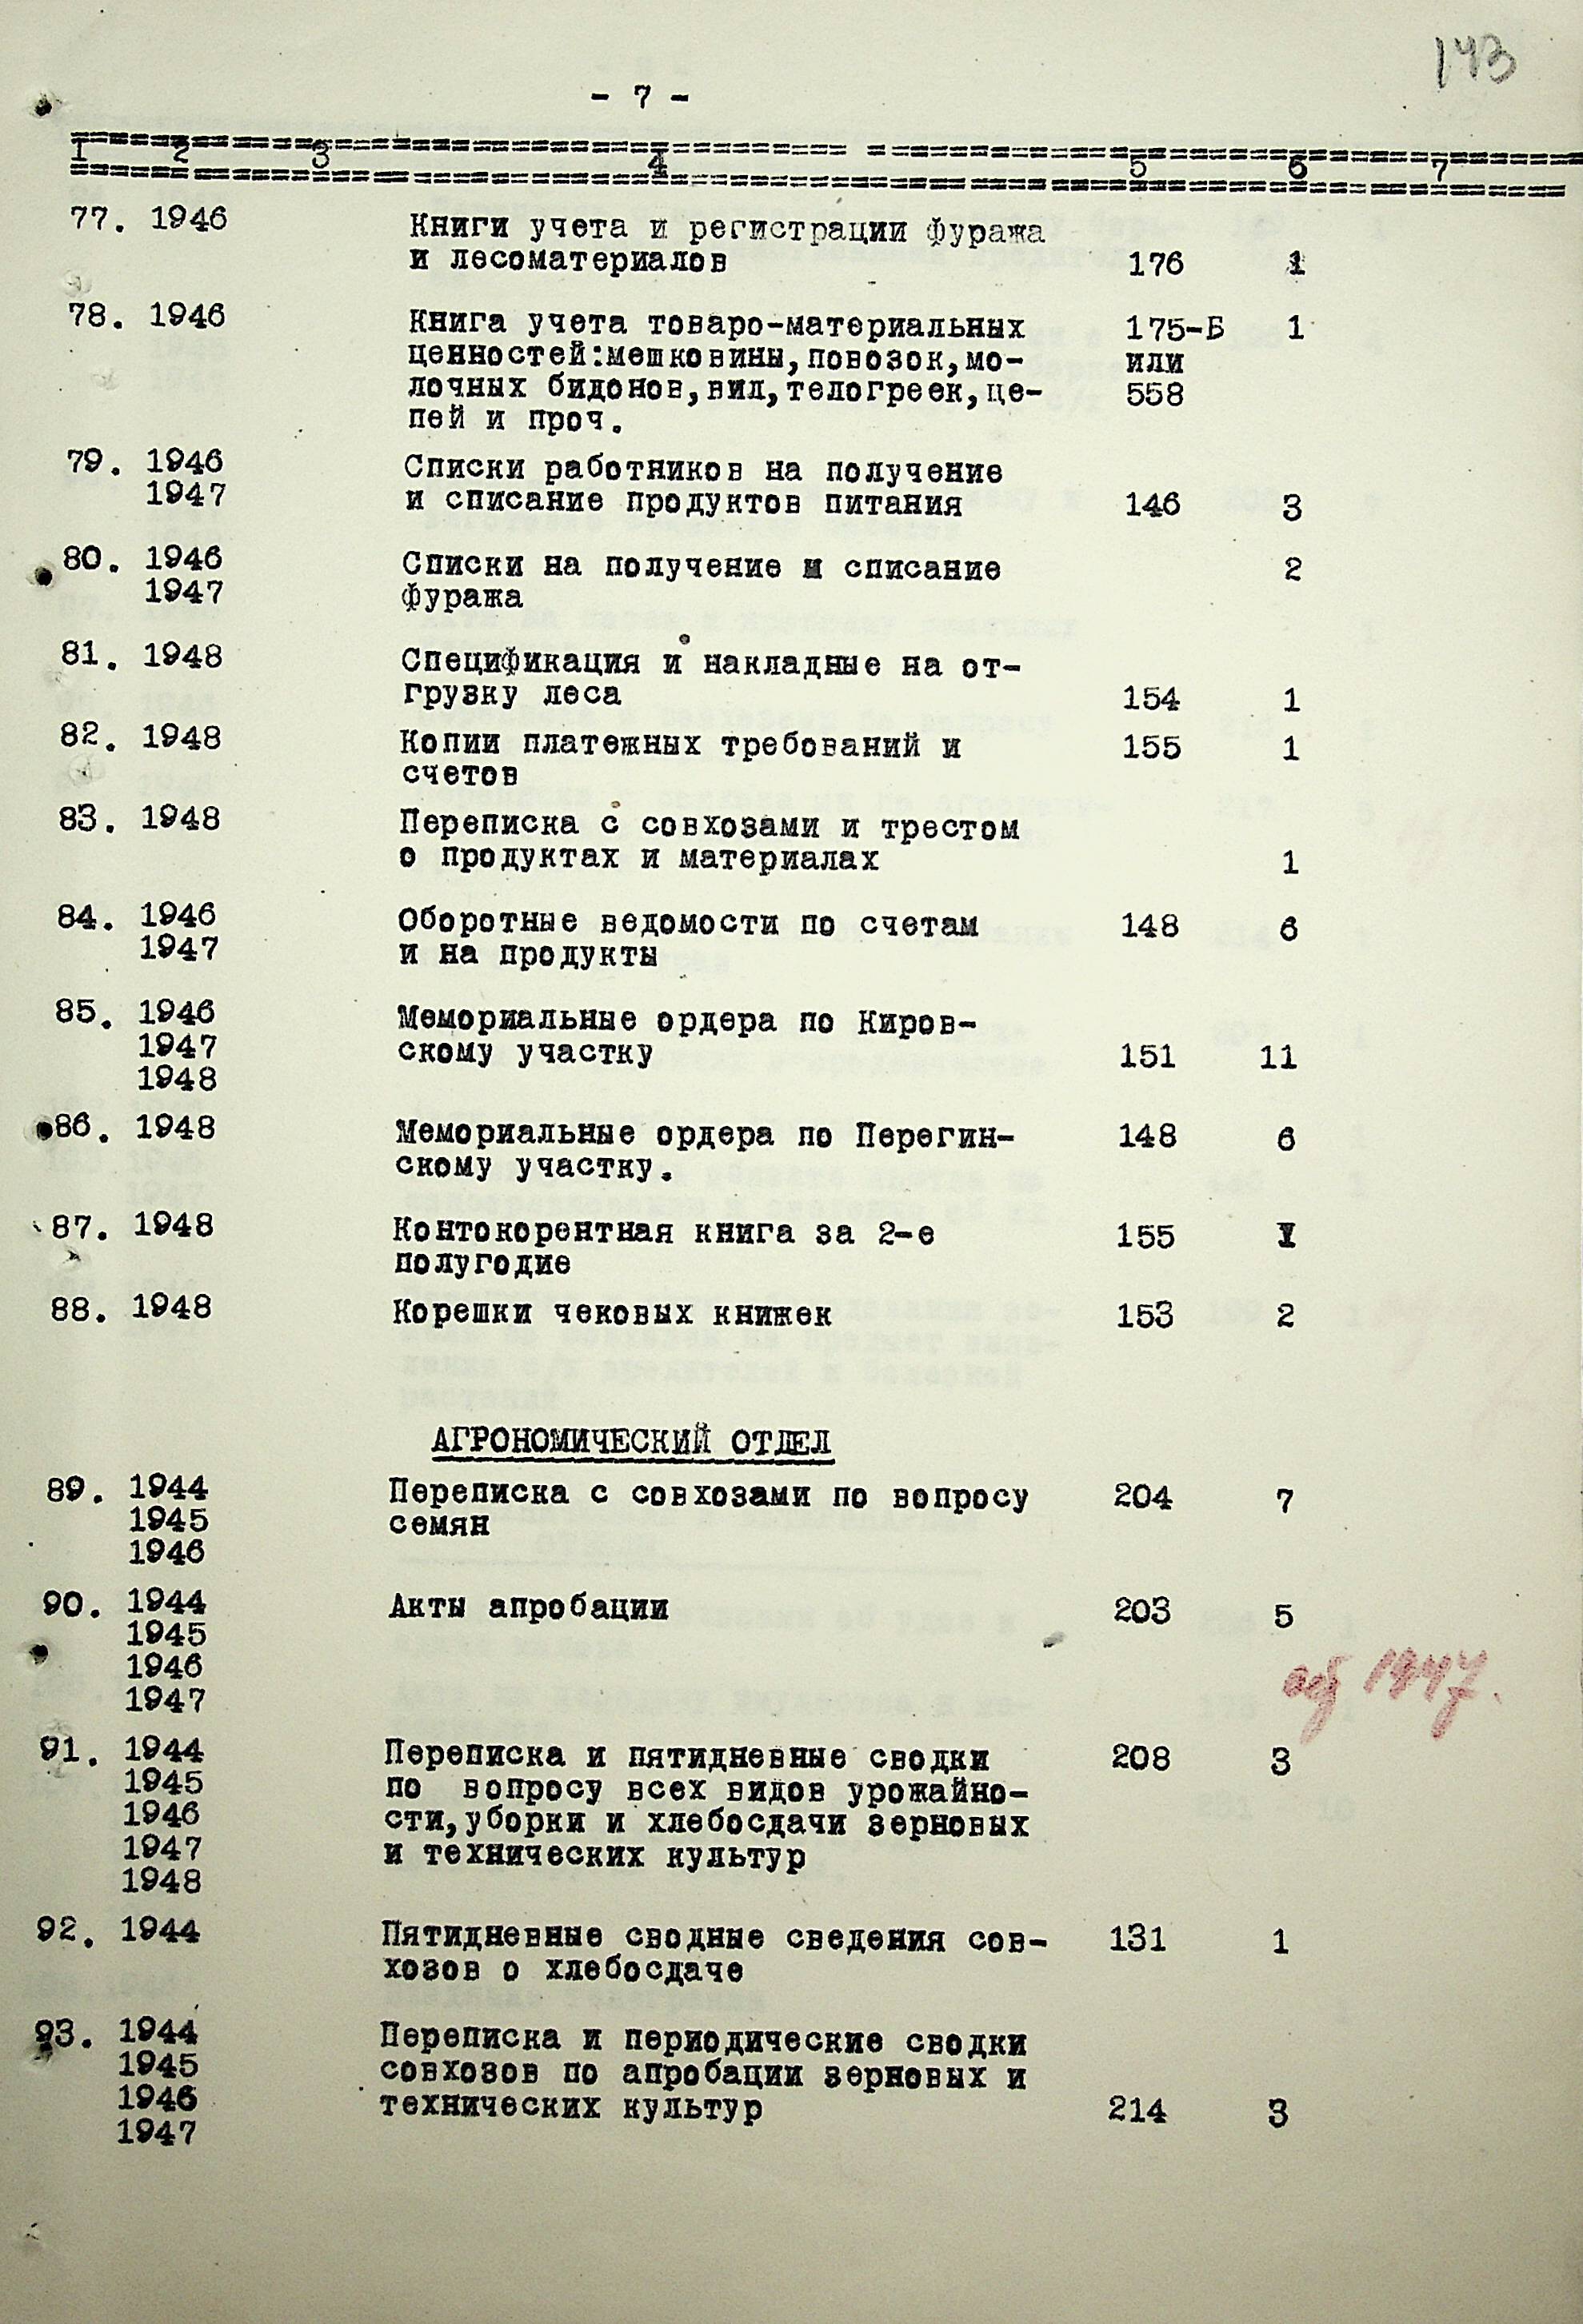 143
- 7 -
1 2 3 4 5 6 7
77. 1946 Книги учета и регистрации фуража
и лесоматериалов 176 1
78. 1946 Книга учета товаро-материальных 175-Б 1
ценностей:мешковины,повозок,мо- или
лочных бидонов,вил,телогреек,це- 558
пей и проч.
79. 1946 Списки работников на получение
1947 и списание продуктов питания 146 3
80. 1946 Списки на получение и списание 2
1947 фуража
81. 1948 Спецификация и накладные на от-
грузку леса 154 1
82. 1948 Копии платежных требований и 155 1
счетов
83. 1948 Переписка с совхозами и трестом
о продуктах и материалах 1
84. 1946 Оборотные ведомости по счетам 148 6
1947 и на продукты
85. 1946 Мемориальные ордера по Киров-
1947 скому участку 151 11
1948
86. 1948 Мемориальные ордера по Перегин- 148 6
скому участку.
87. 1948 Контокорентная книга за 2-е 155 1
полугодие
88. 1948 Корешки чековых книжек 153 2
АГРОНОМИЧЕСКИЙ ОТДЕЛ
89. 1944 Переписка с совхозами по вопросу 204 7
1945 семян
1946
90. 1944 Акты апробации 203 5
1945
1946
1947 1947.
91. 1944 Переписка и пятидневные сводки 208 3
1945 по вопросу всех видов урожайно-
1946 сти,уборки и хлебосдачи зерновых
1947 и технических культур
1948
92. 1944 Пятидневные сводные сведения сов- 131 1
хозов о хлебосдаче
93. 1944 Переписка и периодические сводки
1945 совхозов по апробации зерновых и
1946 технических культур 214 3
1947